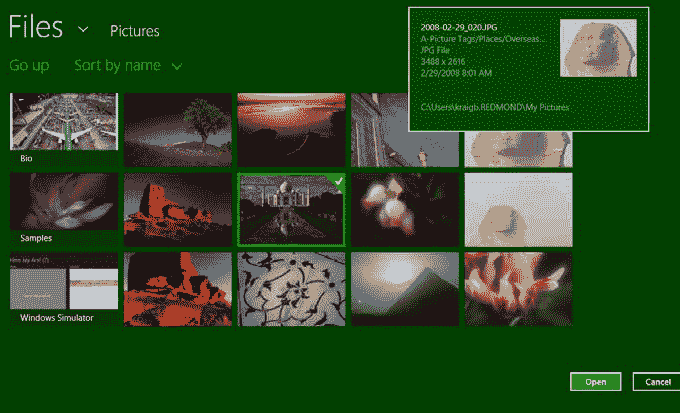 Files
Pictures
2008-02-29_020.JPG
A-Picture Tags/Places/Overseas...
JPG File
3488 x 2616
2/29/2008 8:01 AM
C:\Users\kraigb.REDMOND\My Pictures
Go up
Sort by name
Bio
Samples
Windows Simulator
Open
Cancel